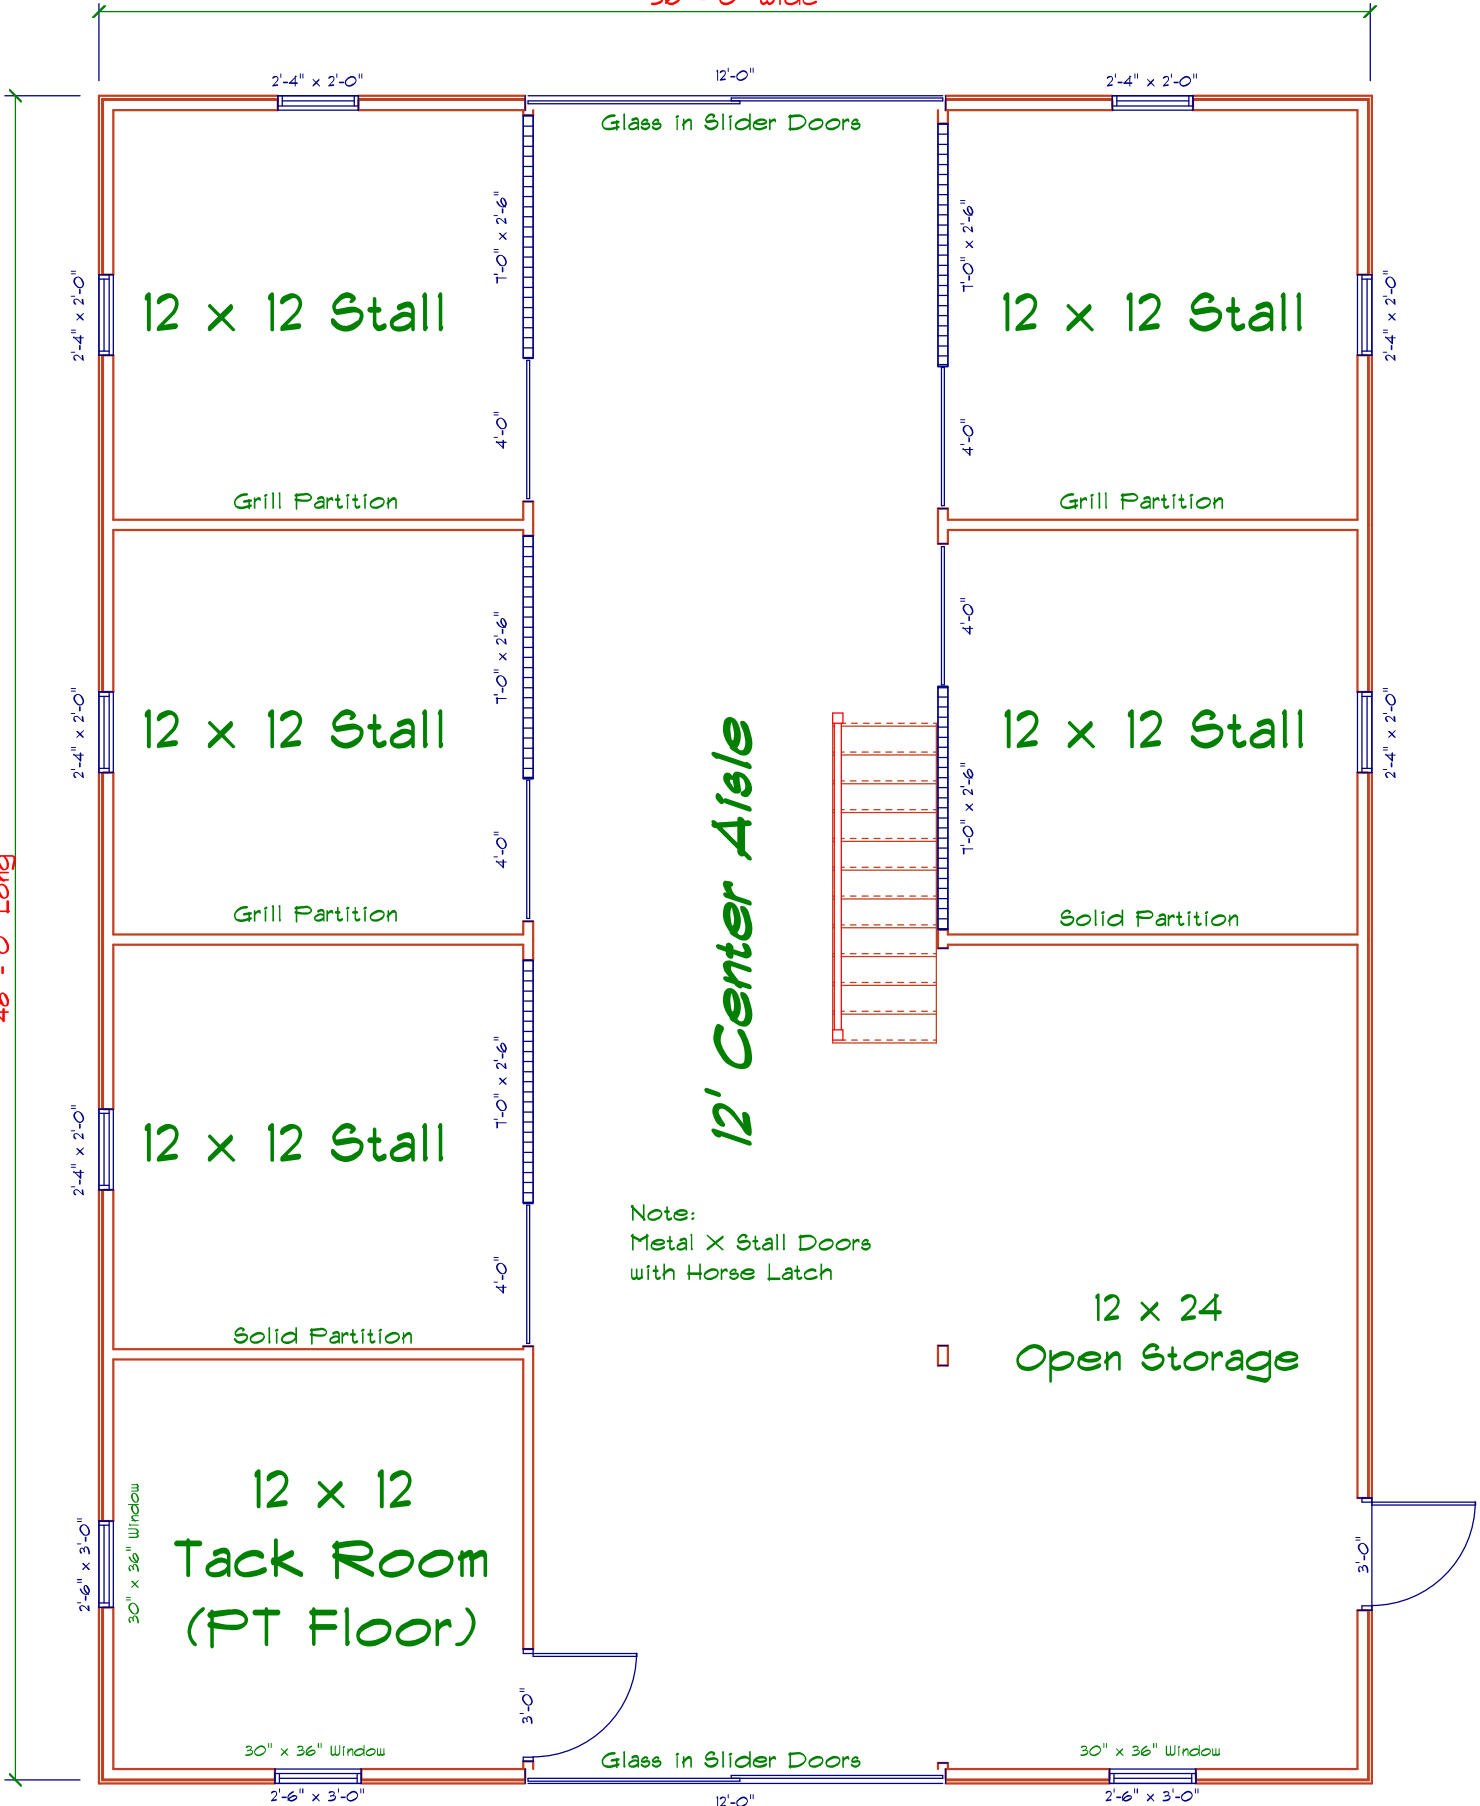 36' - 0" Wide
2'-4" x 2'-0"
12'-0"
2'-4" x 2'-0"
Glass in Slider Doors
7'-0" x 2'-6"
7'-0" x 2'-6"
2'-4" x 2'-0"
12 x 12 Stall
12 x 12 Stall
2'-4" x 2'-0"
4'-0"
4'-0"
Grill Partition
Grill Partition
4'-0"
7'-0" x 2'-6"
2'-4" x 2'-0"
12 x 12 Stall
12 x 12 Stall
2'-4" x 2'-0"
7'-0" x 2'-6"
4'-0"
12' Center Aisle
Grill Partition
Solid Partition
48' - 0" Long
7'-0" x 2'-6"
2'-4" x 2'-0"
12 x 12 Stall
Note:
Metal X Stall Doors
with Horse Latch
4'-0"
12 x 24
Open Storage
Solid Partition
12 x 12
Tack Room
(PT Floor)
2'-6" x 3'-0"
30" x 36" Window
3'-0"
3'-0"
30" x 36" Window
Glass in Slider Doors
30" x 36" Window
2'-6" x 3'-0"
12'-0"
2'-6" x 3'-0"